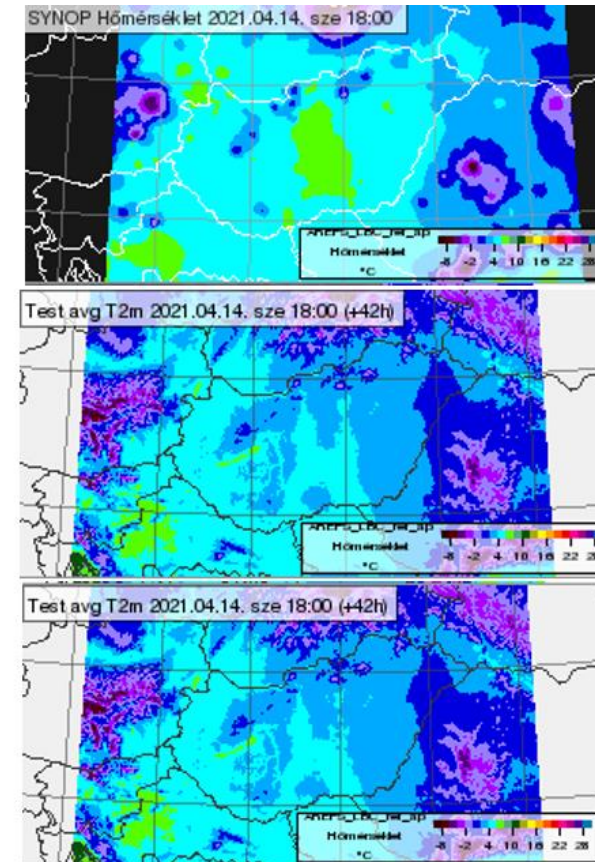 SYNOP Hőmérséklet 2021.04.14. sze 18:00
Hőmérséklet
°C
-8 -2 4 10 16 22 28
Test avg T2m 2021.04.14. sze 18:00 (+42h)
AREPS_LBC_ref_ap
Hőmérséklet
°C
-8 -2 4 10 16 22 28
Test avg T2m 2021.04.14. sze 18:00 (+42h)
Hőmérséklet
°C
-8 -2 4 10 16 22 28